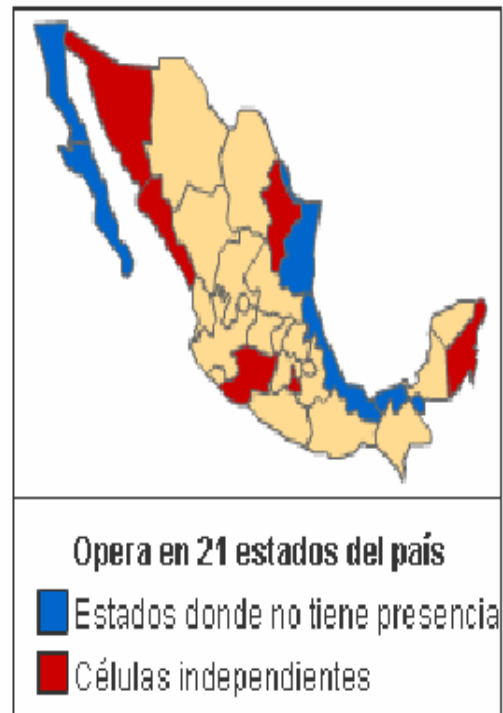 Opera en 21 estados del país
Estados donde no tiene presencia
Células independientes